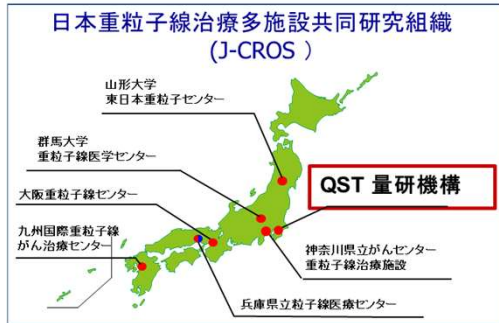 日本重粒子線治療多施設共同研究組織
(J-CROS )
山形大学
東日本重粒子センター
群馬大学
重粒子線医学センター
大阪重粒子線センター
九州国際重粒子線
がん治療センター
QST 量研機構
神奈川県立がんセンター
重粒子線治療施設
兵庫県立粒子線医療センター